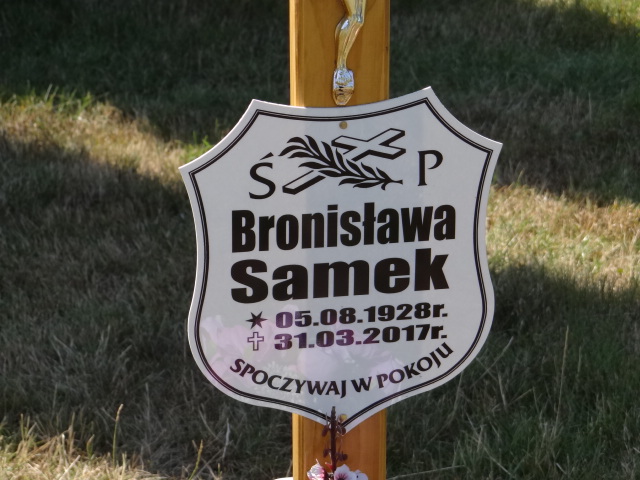 Ś P
Bronisława
Samek
05.08.1928r.
31.03.2017r.
SPOCZYWAJ W POKOJU